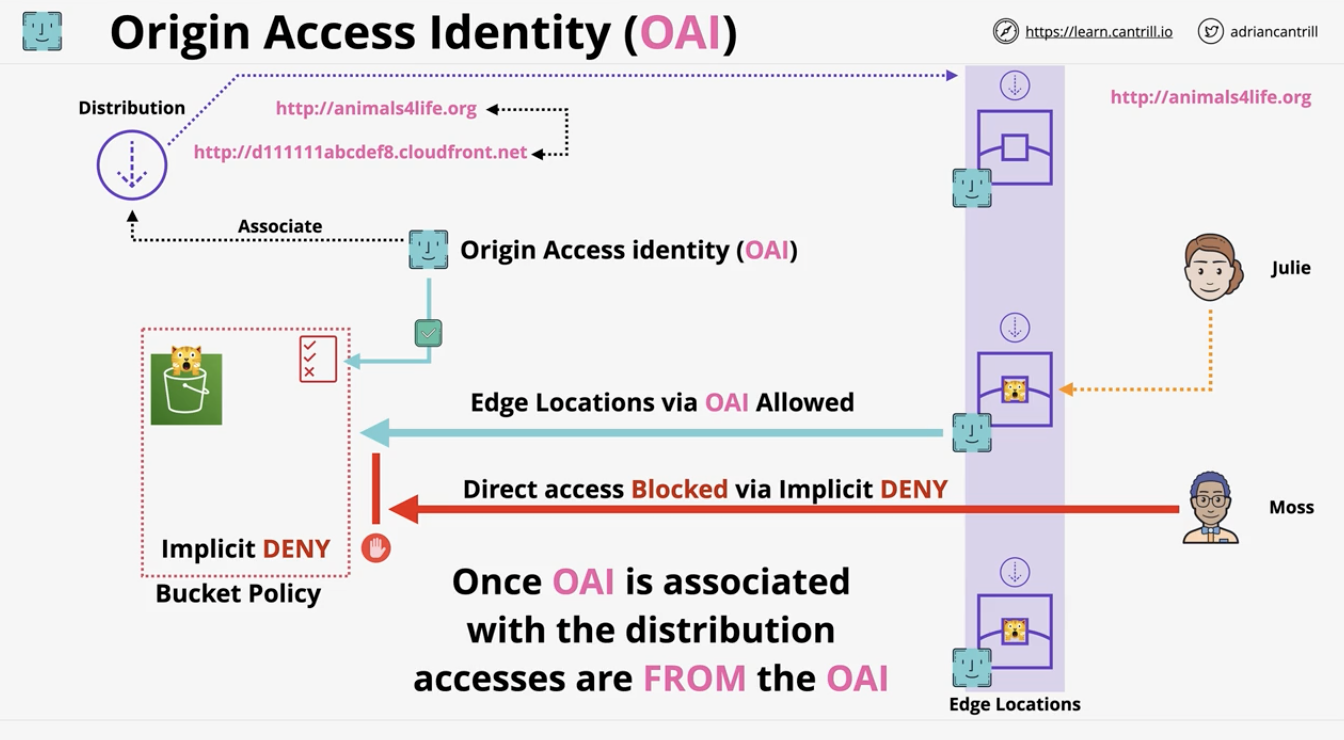 Origin Access Identity (OAI)
https://learn.cantrill.io
adriancantrill
Distribution
http://animals4life.org
http://d111111abcdef8.cloudfront.net
http://animals4life.org
Associate
Origin Access identity (OAI)
Julie
Edge Locations via OAI Allowed
Direct access Blocked via Implicit DENY
Moss
Implicit DENY
Bucket Policy
Once OAI is associated
with the distribution
accesses are FROM the OAI
Edge Locations